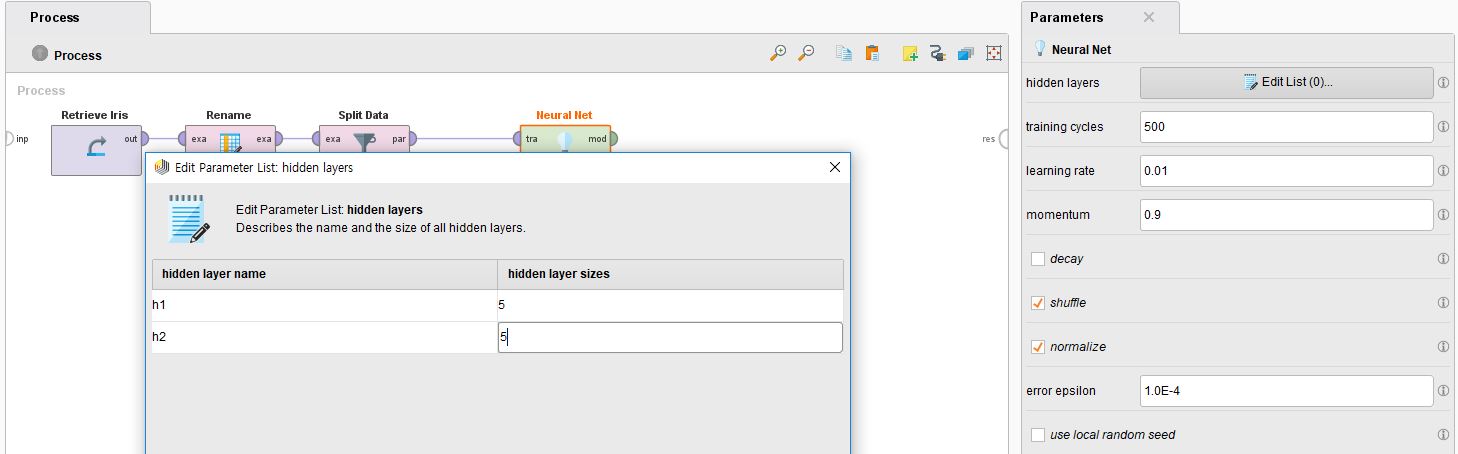 Process
Process
Process
Retrieve Iris
Rename
Split Data
Neural Net
inp
out
exa
exa
exa
par
tra
mod
res
Edit Parameter List: hidden layers
Edit Parameter List: hidden layers
Describes the name and the size of all hidden layers.
hidden layer name
hidden layer sizes
h1
5
h2
5
Parameters
Neural Net
hidden layers
Edit List (0)...
training cycles
500
learning rate
0.01
momentum
0.9
decay
shuffle
normalize
error epsilon
1.0E-4
use local random seed